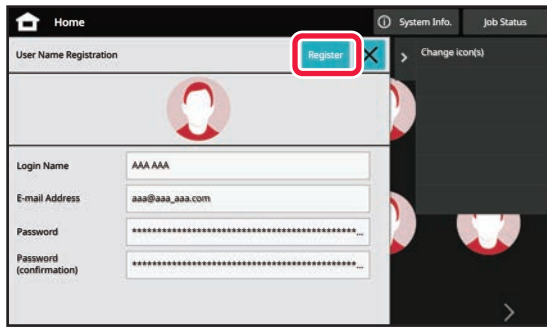 Home
System Info.
Job Status
User Name Registration
Register
Change icon(s)
Login Name
AAA AAA
E-mail Address
aaa@aaa_aaa.com
Password
********************************************...
Password
(confirmation)
********************************************...